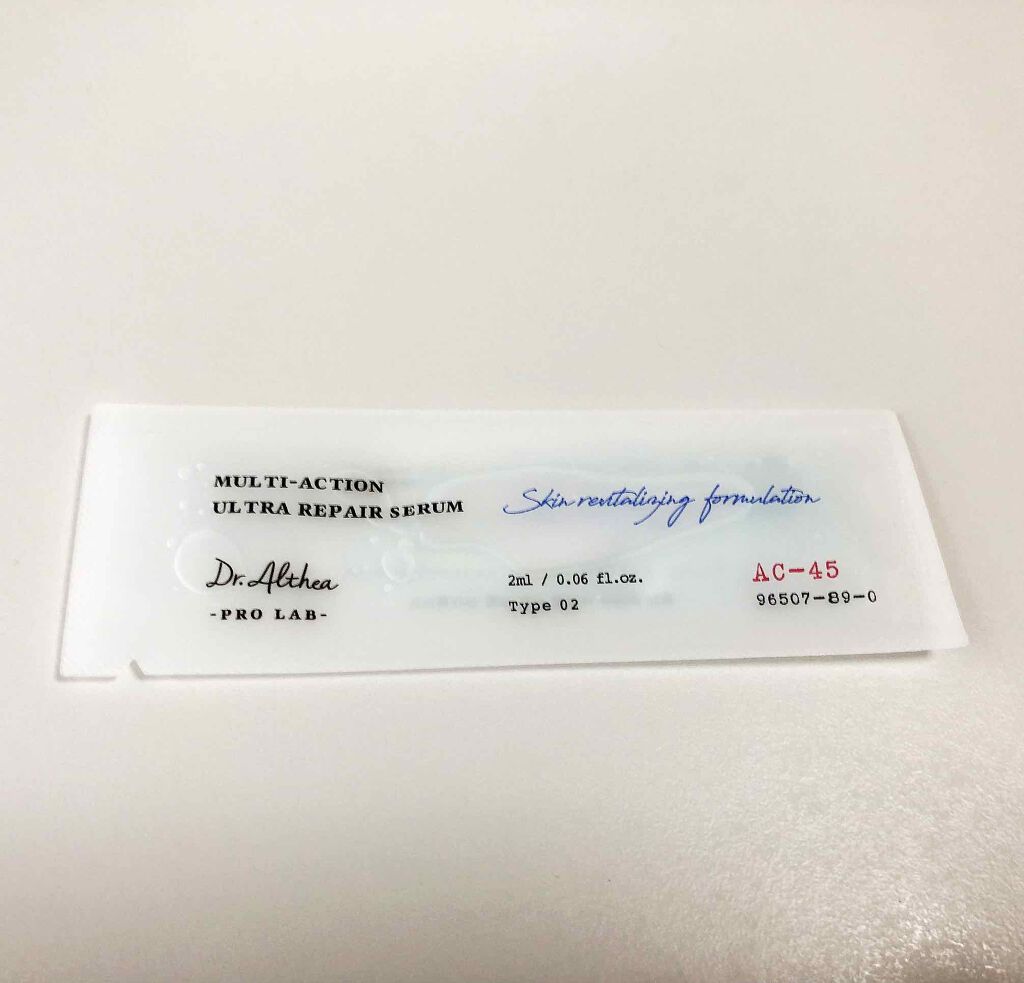 MULTI-ACTION
ULTRA REPAIR SERUM
Skin revitalizing formulation
Dr. Althea
-PRO LAB-
2ml / 0.06 fl.oz.
Type 02
AC-45
96507-89-0